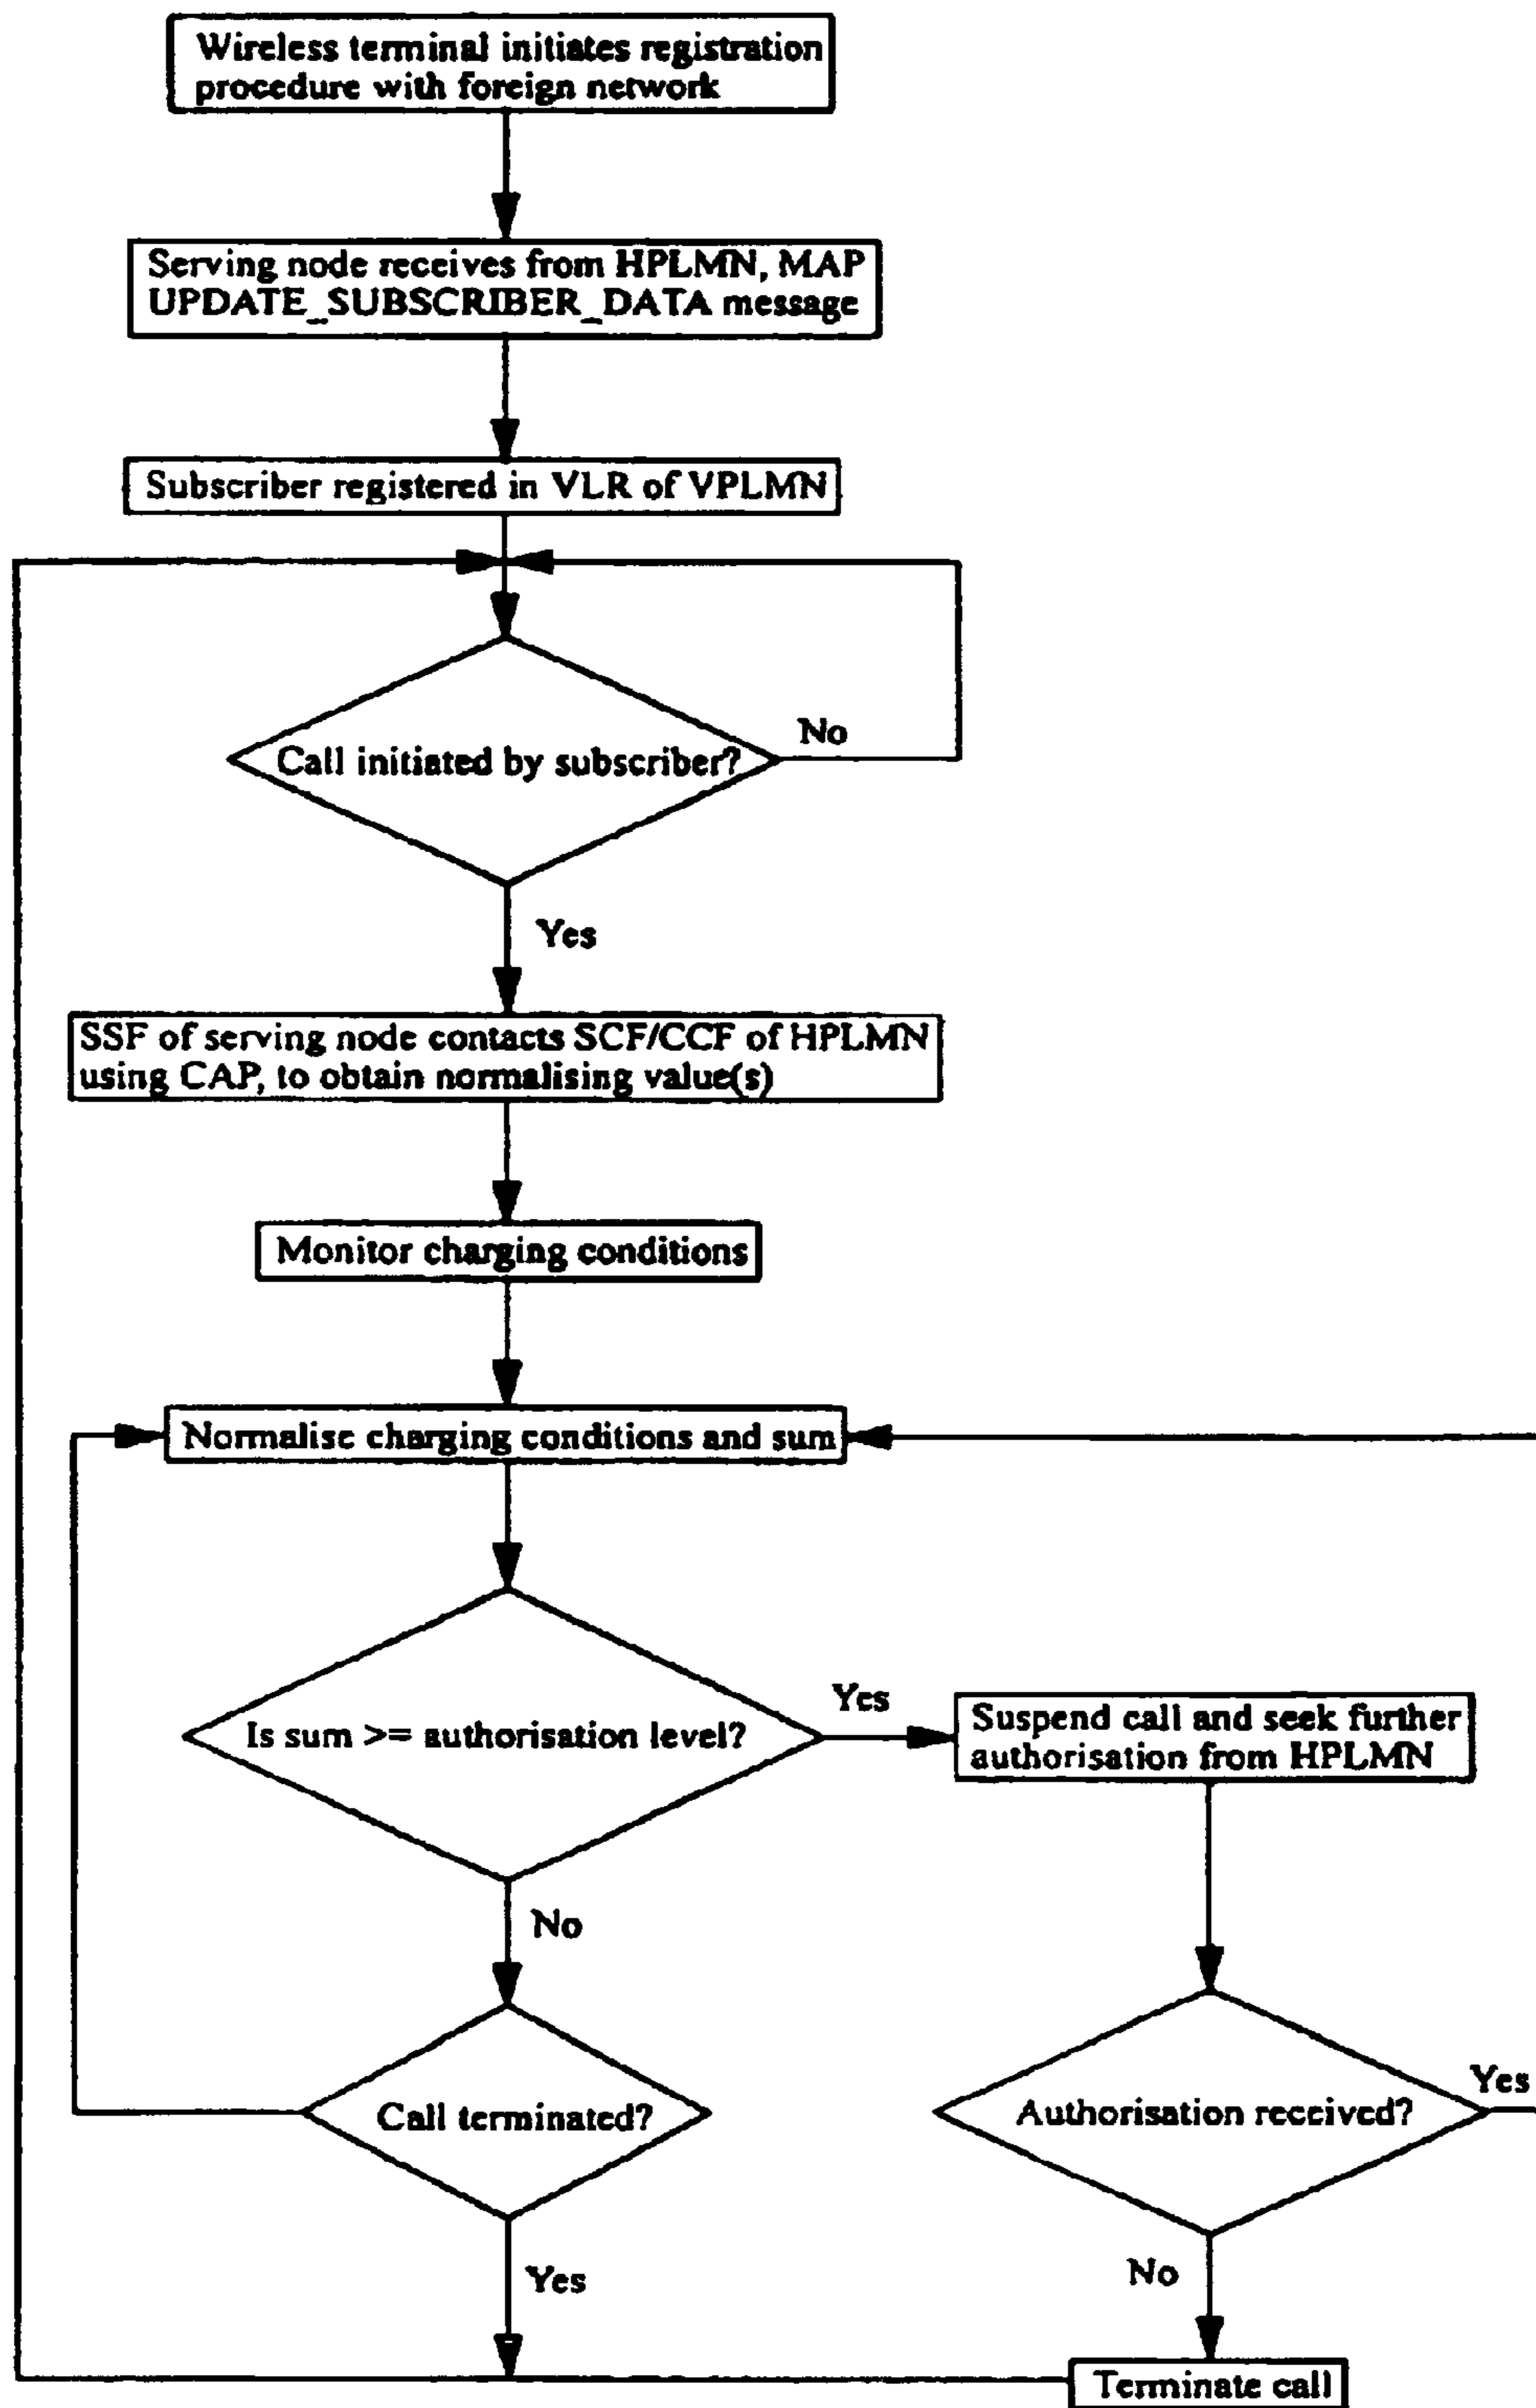 Wireless terminal initiates registration
procedure with foreign network
Serving node receives from HPLMN, MAP
UPDATE_SUBSCRIBER_DATA message
Subscriber registered in VLR of VPLMN
No
Call initiated by subscriber?
Yes
SSF of serving node contacts SCF/CCF of HPLMN
using CAP, to obtain normalising value(s)
Monitor charging conditions
Normalise charging conditions and sum
Is sum >= authorisation level?
Yes
Suspend call and seek further
authorisation from HPLMN
No
Call terminated?
Yes
Authorisation received?
Yes
No
Terminate call